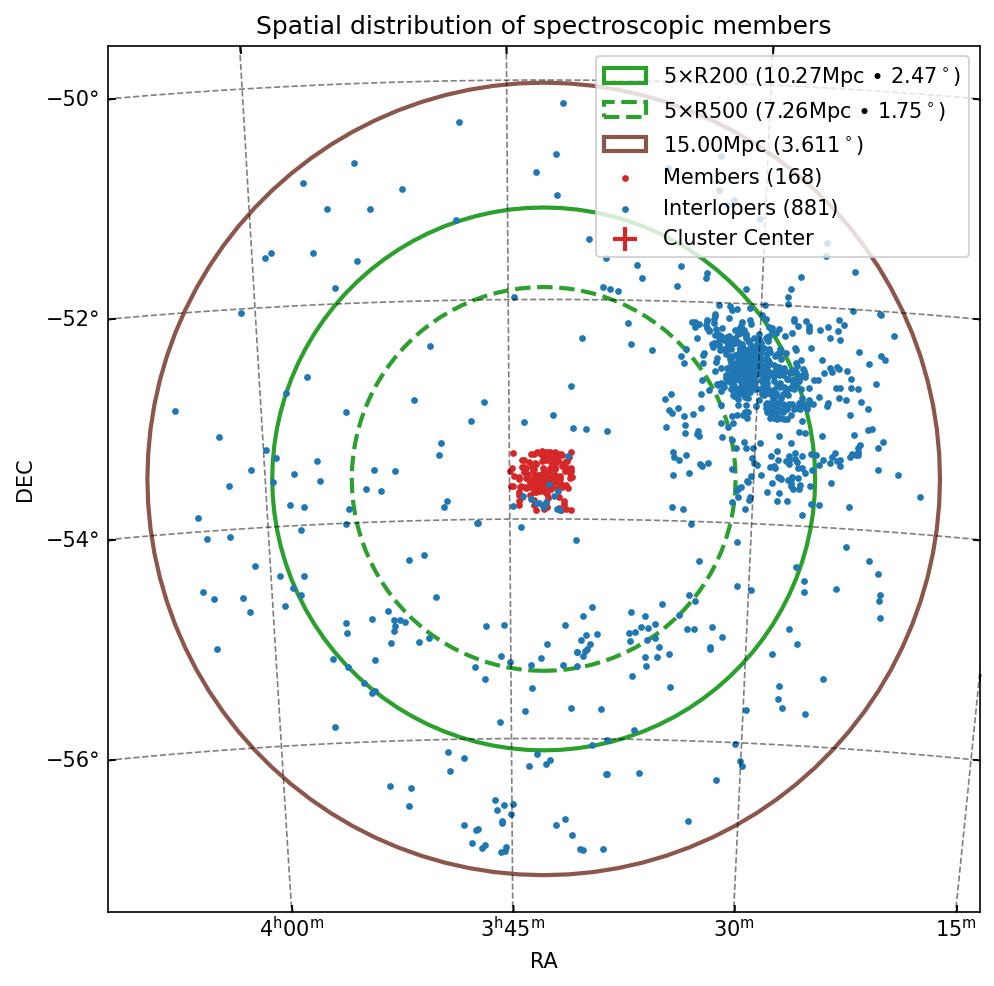 Spatial distribution of spectroscopic members
5×R200 (10.27Mpc • 2.47°)
5×R500 (7.26Mpc • 1.75°)
15.00Mpc (3.611°)
Members (168)
Interlopers (881)
Cluster Center
−50°
−52°
−54°
−56°
DEC
4ʰ00ᵐ 3ʰ45ᵐ 30ᵐ 15ᵐ
RA